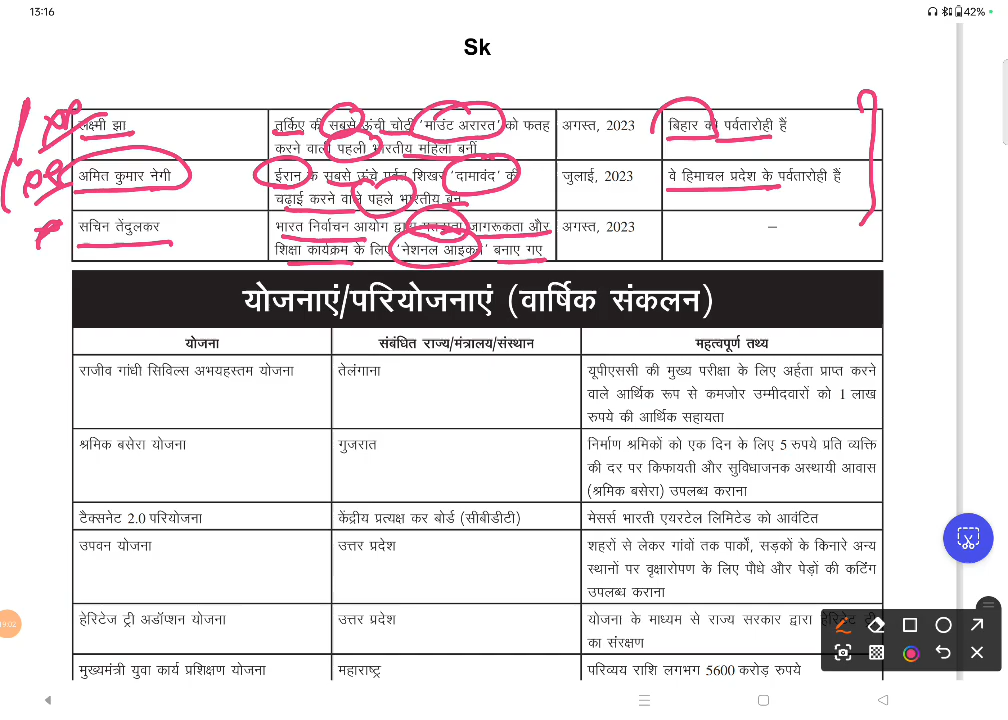 13:16
42%
Sk
लक्ष्मी झा
तुर्किए की सबसे ऊंची चोटी 'माउंट अरारत' को फतह
करने वाली पहली भारतीय महिला बनीं
अगस्त, 2023
बिहार की पर्वतारोही हैं
अमित कुमार नेगी
ईरान के सबसे ऊंचे पर्वत शिखर 'दामावंद' की
चढ़ाई करने वाले पहले भारतीय बने
जुलाई, 2023
वे हिमाचल प्रदेश के पर्वतारोही हैं
सचिन तेंदुलकर
भारत निर्वाचन आयोग द्वारा मतदाता जागरूकता और
शिक्षा कार्यक्रम के लिए 'नेशनल आइकन' बनाए गए
अगस्त, 2023
–
योजनाएं/परियोजनाएं (वार्षिक संकलन)
योजना
संबंधित राज्य/मंत्रालय/संस्थान
महत्वपूर्ण तथ्य
राजीव गांधी सिविल्स अभयहस्तम योजना
तेलंगाना
यूपीएससी की मुख्य परीक्षा के लिए अर्हता प्राप्त करने
वाले आर्थिक रूप से कमजोर उम्मीदवारों को 1 लाख
रुपये की आर्थिक सहायता
श्रमिक बसेरा योजना
गुजरात
निर्माण श्रमिकों को एक दिन के लिए 5 रुपये प्रति व्यक्ति
की दर पर किफायती और सुविधाजनक अस्थायी आवास
(श्रमिक बसेरा) उपलब्ध कराना
टैक्सनेट 2.0 परियोजना
केंद्रीय प्रत्यक्ष कर बोर्ड (सीबीडीटी)
मेसर्स भारती एयरटेल लिमिटेड को आवंटित
उपवन योजना
उत्तर प्रदेश
शहरों से लेकर गांवों तक पार्कों, सड़कों के किनारे अन्य
स्थानों पर वृक्षारोपण के लिए पौधे और पेड़ों की कटिंग
उपलब्ध कराना
हेरिटेज ट्री अडॉप्शन योजना
उत्तर प्रदेश
योजना के माध्यम से राज्य सरकार द्वारा हेरिटेज
का संरक्षण
मुख्यमंत्री युवा कार्य प्रशिक्षण योजना
महाराष्ट्र
परिव्यय राशि लगभग 5600 करोड़ रुपये
19:02